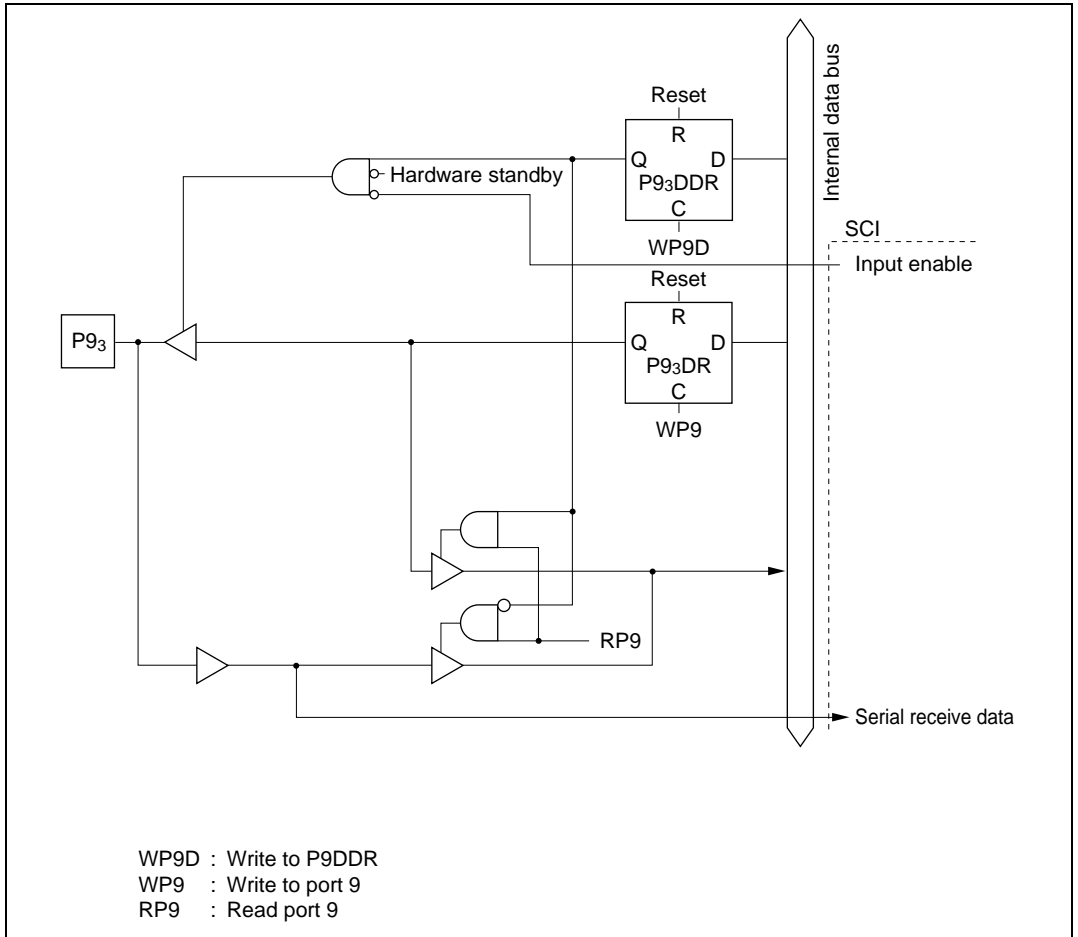 Reset
R
Q D
P9₃DDR
C
WP9D
Hardware standby
Internal data bus
SCI
Input enable
Reset
R
Q D
P9₃DR
C
WP9
P9₃
RP9
Serial receive data
WP9D : Write to P9DDR
WP9 : Write to port 9
RP9 : Read port 9